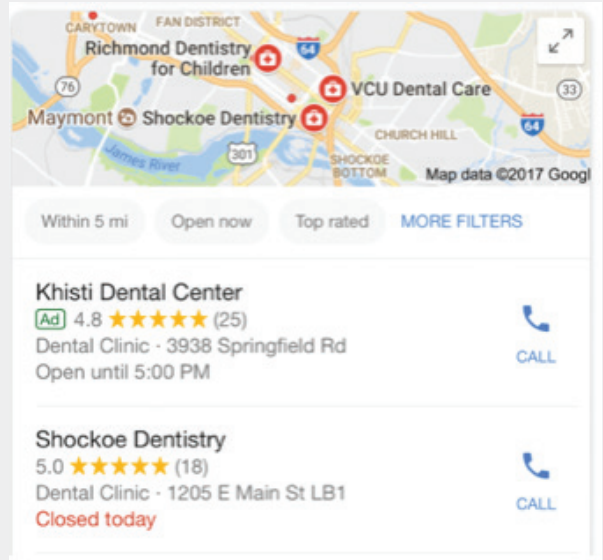 CARYTOWN
FAN DISTRICT
Richmond Dentistry
for Children
64
76
VCU Dental Care
33
Maymont
Shockoe Dentistry
64
CHURCH HILL
James River
301
SHOCKOE
BOTTOM
Map data ©2017 Googl
Within 5 mi
Open now
Top rated
MORE FILTERS
Khisti Dental Center
Ad 4.8 ★★★★★ (25)
Dental Clinic · 3938 Springfield Rd
Open until 5:00 PM
CALL
Shockoe Dentistry
5.0 ★★★★★ (18)
Dental Clinic · 1205 E Main St LB1
Closed today
CALL